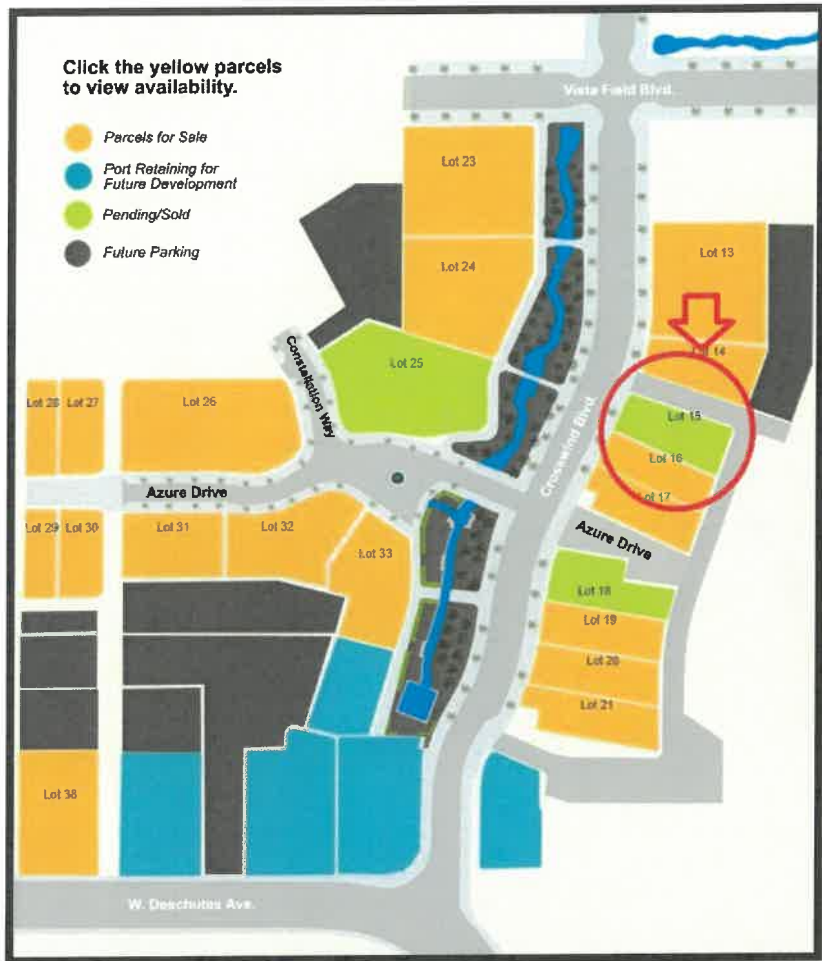 Click the yellow parcels
to view availability.
Parcels for Sale
Port Retaining for
Future Development
Pending/Sold
Future Parking
Vista Field Blvd.
Lot 23
Lot 13
Lot 24
Lot 14
Constellation Way
Lot 25
Lot 15
Lot 28
Lot 27
Lot 26
Crosswind Blvd.
Lot 16
Lot 17
Azure Drive
Lot 29
Lot 30
Lot 31
Lot 32
Lot 33
Azure Drive
Lot 18
Lot 19
Lot 20
Lot 21
Lot 38
W. Deschutes Ave.